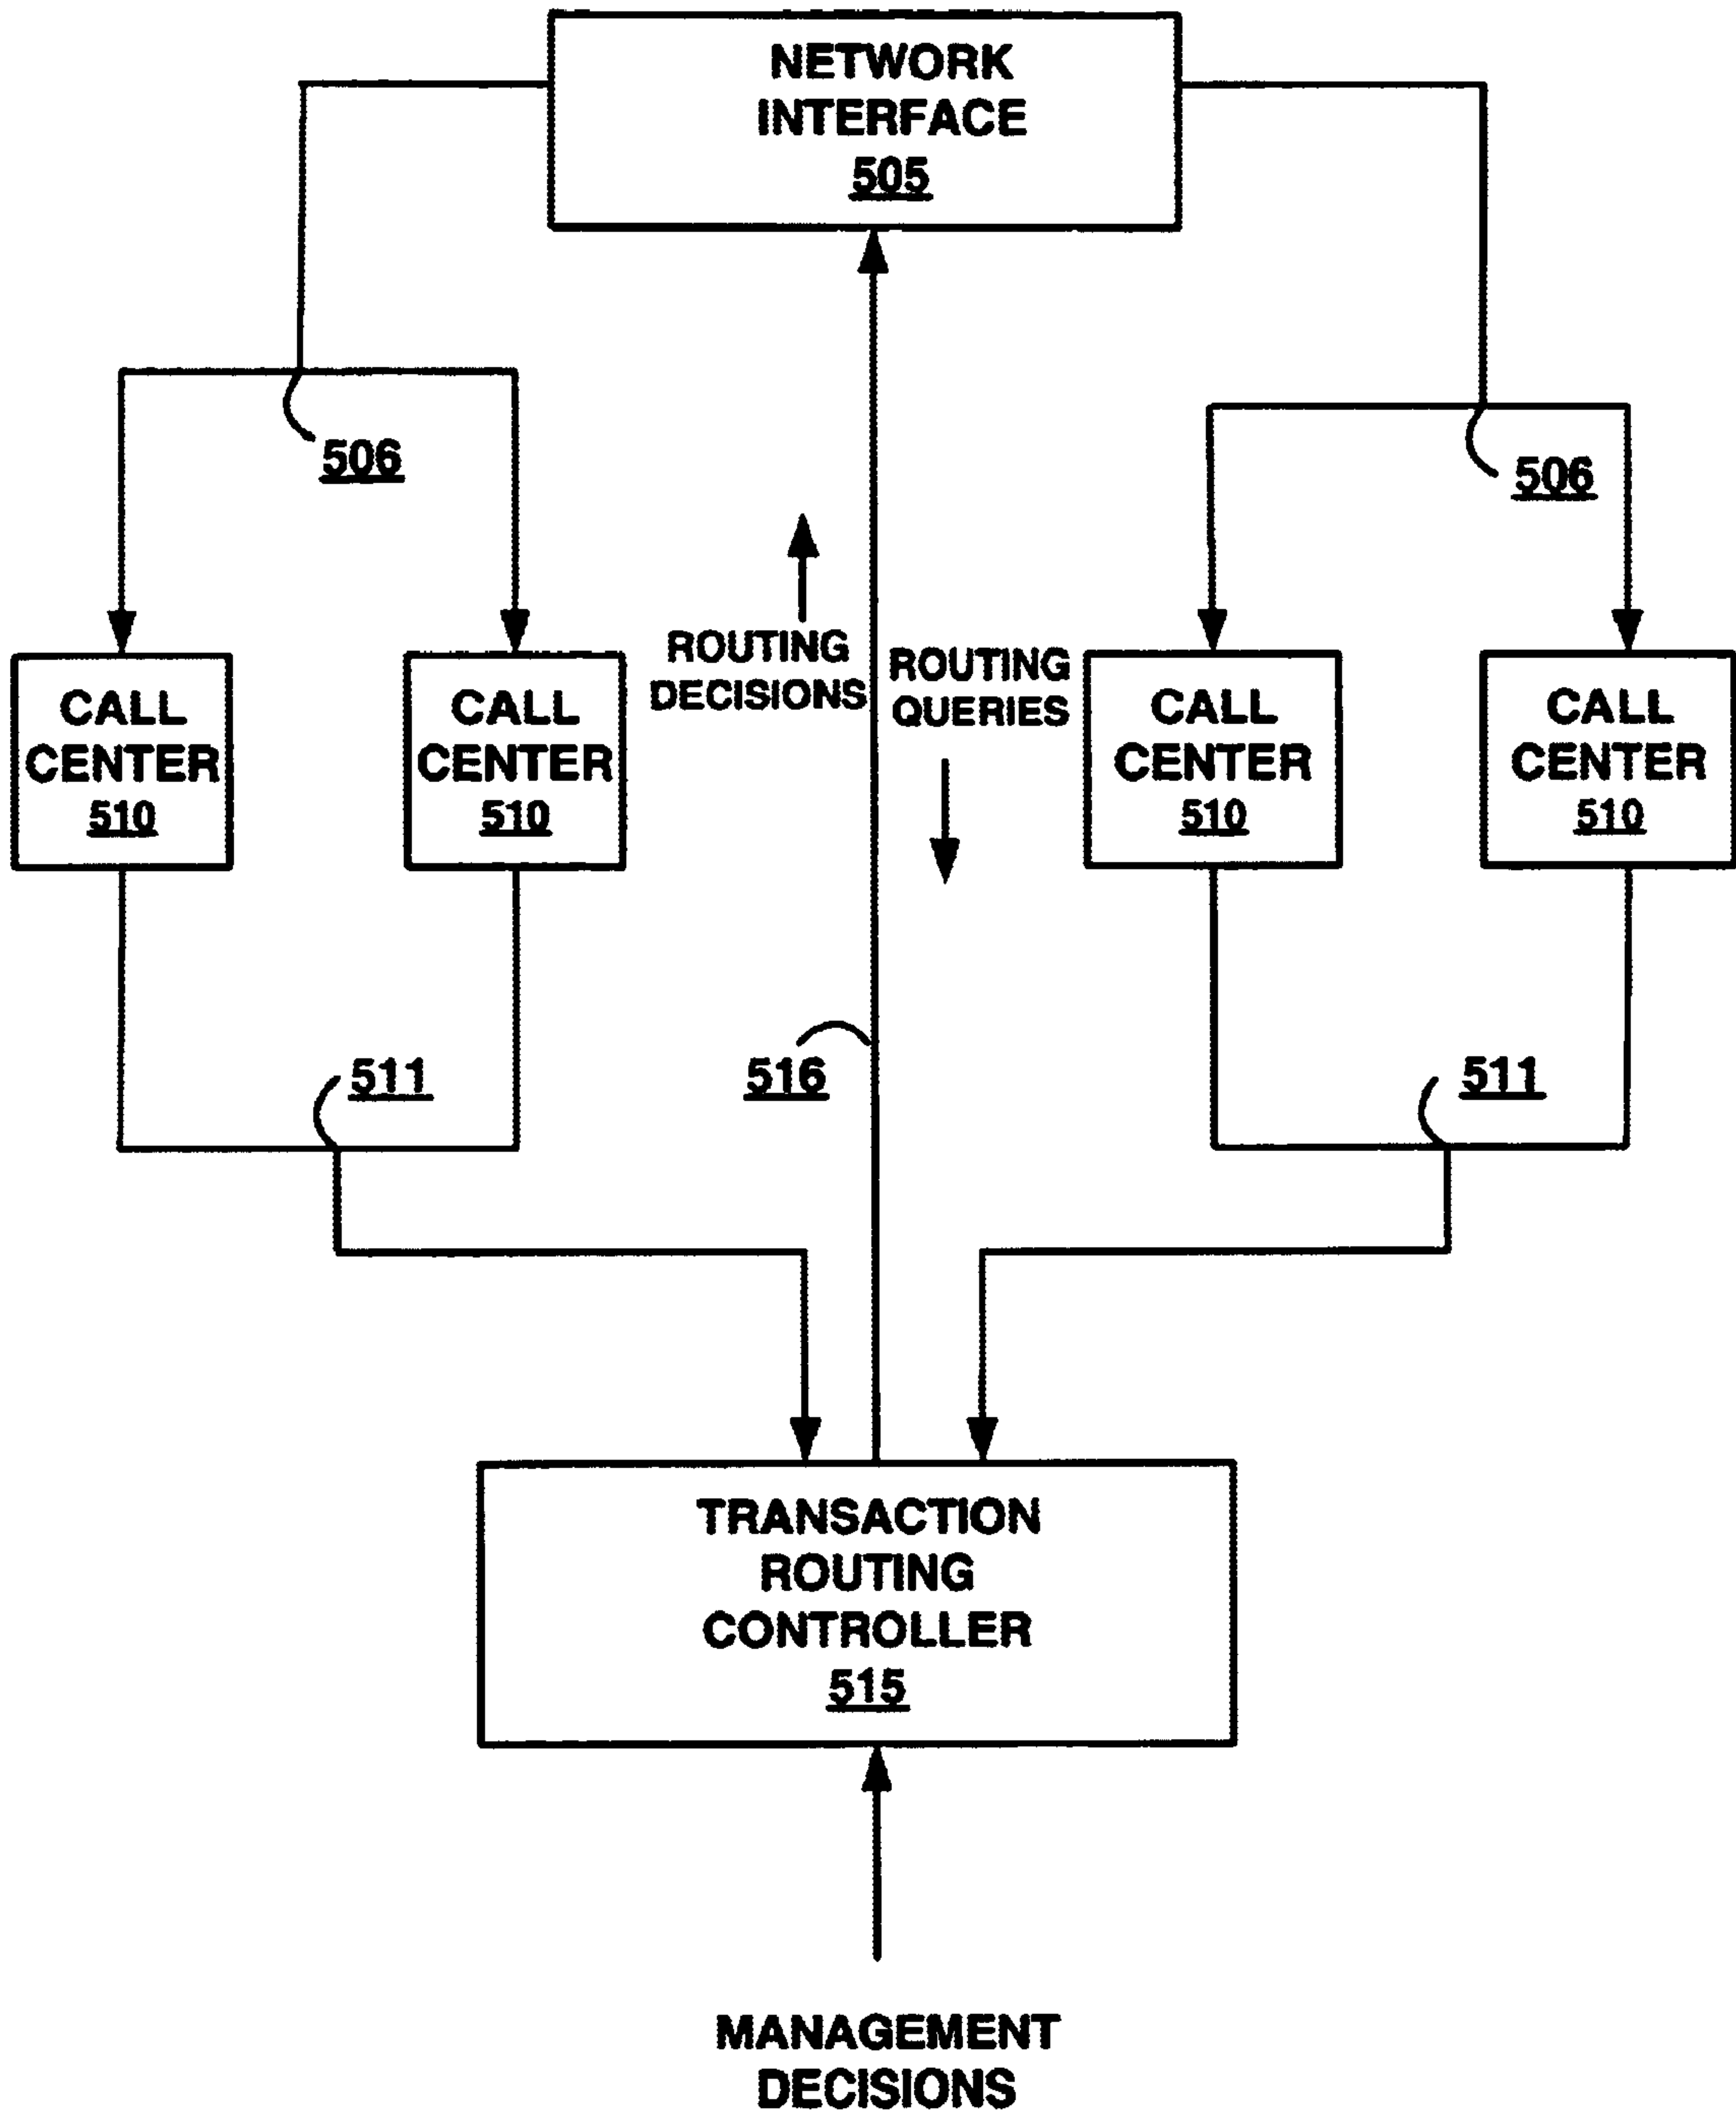 NETWORK
INTERFACE
505
506
506
ROUTING
DECISIONS
ROUTING
QUERIES
CALL
CENTER
510
CALL
CENTER
510
CALL
CENTER
510
CALL
CENTER
510
511
516
511
TRANSACTION
ROUTING
CONTROLLER
515
MANAGEMENT
DECISIONS